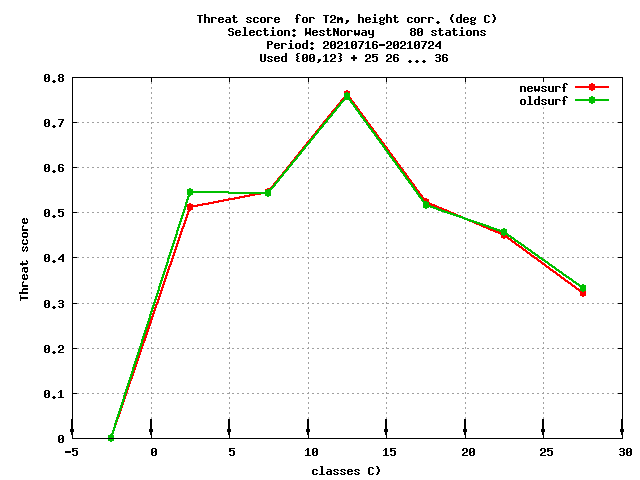 Threat score  for T2m, height corr. (deg C)
Selection: WestNorway     80 stations
Period: 20210716-20210724
Used {00,12} + 25 26 ... 36
newsurf
oldsurf
0.8
0.7
0.6
0.5
0.4
0.3
0.2
0.1
0
Threat score
-5 0 5 10 15 20 25 30
classes C)